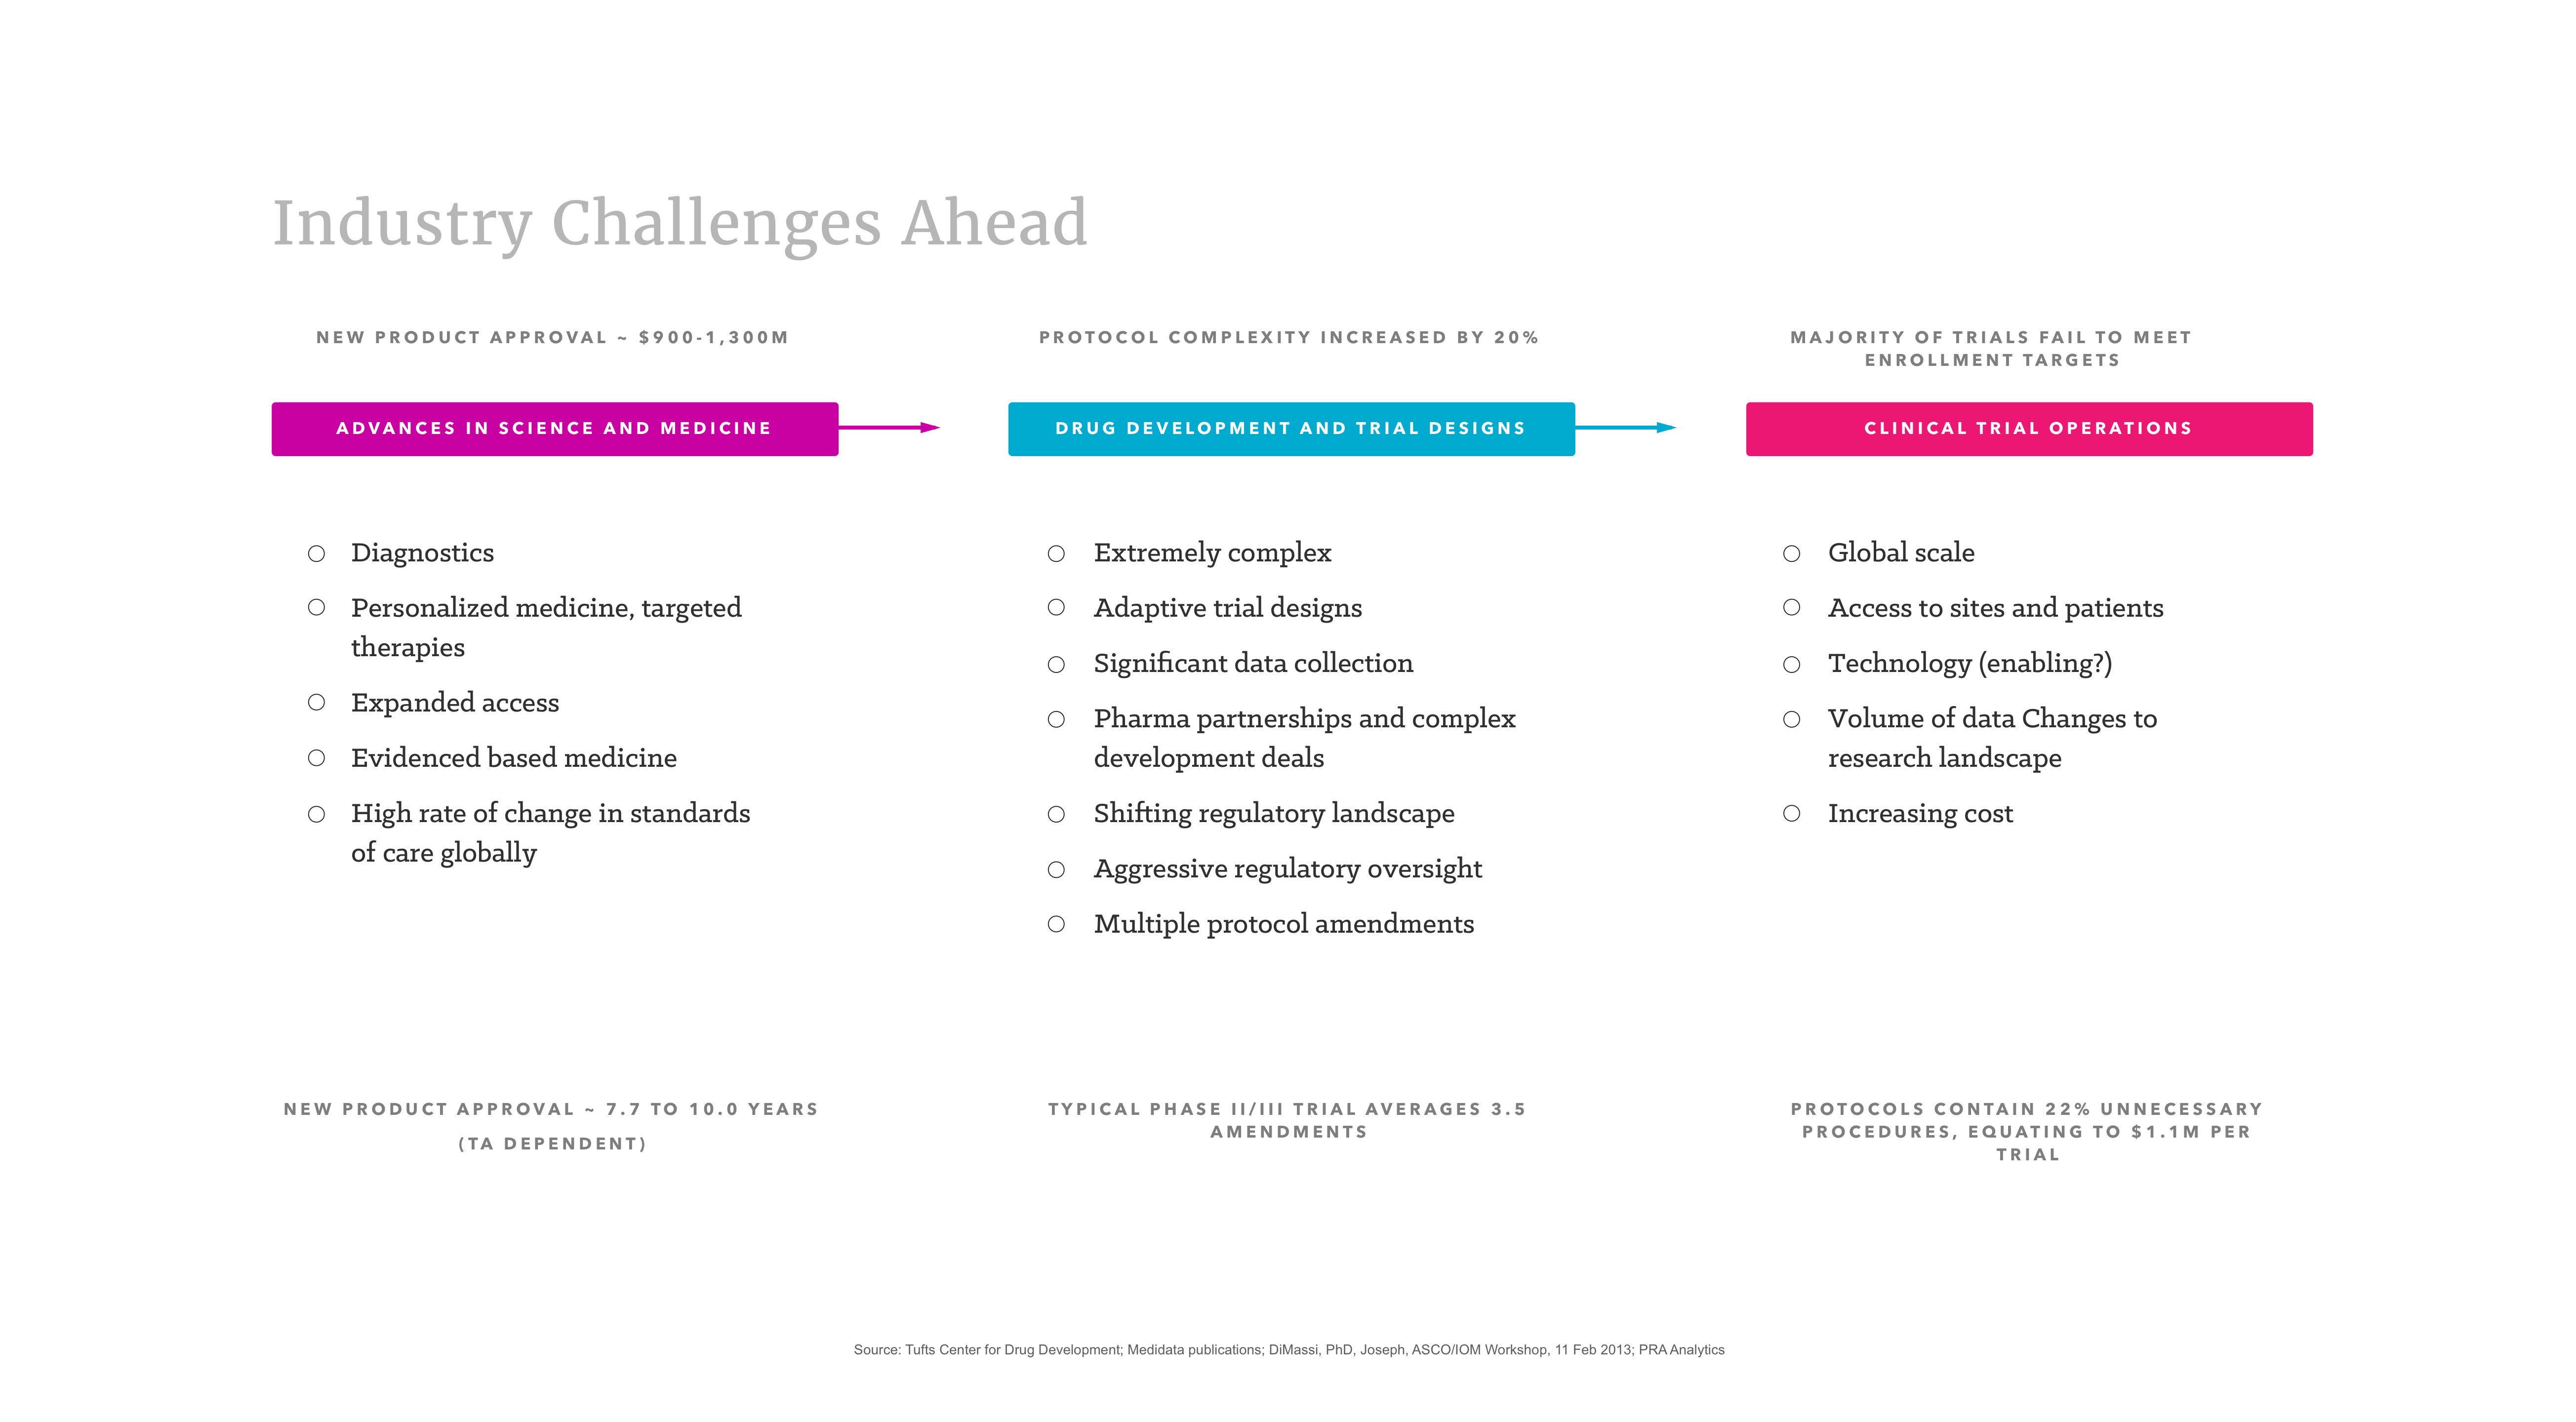 Industry Challenges Ahead
NEW PRODUCT APPROVAL ~ $900-1,300M
ADVANCES IN SCIENCE AND MEDICINE
Diagnostics
Personalized medicine, targeted
therapies
Expanded access
Evidenced based medicine
High rate of change in standards
of care globally
NEW PRODUCT APPROVAL ~ 7.7 TO 10.0 YEARS
(TA DEPENDENT)
PROTOCOL COMPLEXITY INCREASED BY 20%
DRUG DEVELOPMENT AND TRIAL DESIGNS
Extremely complex
Adaptive trial designs
Significant data collection
Pharma partnerships and complex
development deals
Shifting regulatory landscape
Aggressive regulatory oversight
Multiple protocol amendments
TYPICAL PHASE II/III TRIAL AVERAGES 3.5
AMENDMENTS
MAJORITY OF TRIALS FAIL TO MEET
ENROLLMENT TARGETS
CLINICAL TRIAL OPERATIONS
Global scale
Access to sites and patients
Technology (enabling?)
Volume of data Changes to
research landscape
Increasing cost
PROTOCOLS CONTAIN 22% UNNECESSARY
PROCEDURES, EQUATING TO $1.1M PER
TRIAL
Source: Tufts Center for Drug Development; Medidata publications; DiMassi, PhD, Joseph, ASCO/IOM Workshop, 11 Feb 2013; PRA Analytics